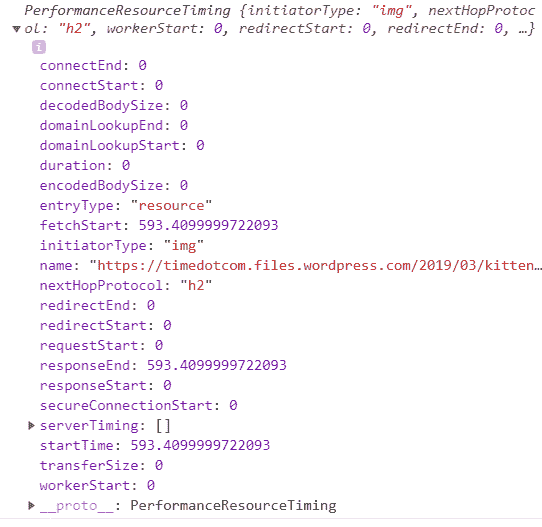 PerformanceResourceTiming {initiatorType: "img", nextHopProtoc
ol: "h2", workerStart: 0, redirectStart: 0, redirectEnd: 0, …}
i
connectEnd: 0
connectStart: 0
decodedBodySize: 0
domainLookupEnd: 0
domainLookupStart: 0
duration: 0
encodedBodySize: 0
entryType: "resource"
fetchStart: 593.4099999722093
initiatorType: "img"
name: "https://timedotcom.files.wordpress.com/2019/03/kitten…
nextHopProtocol: "h2"
redirectEnd: 0
redirectStart: 0
requestStart: 0
responseEnd: 593.4099999722093
responseStart: 0
secureConnectionStart: 0
serverTiming: []
startTime: 593.4099999722093
transferSize: 0
workerStart: 0
__proto__: PerformanceResourceTiming